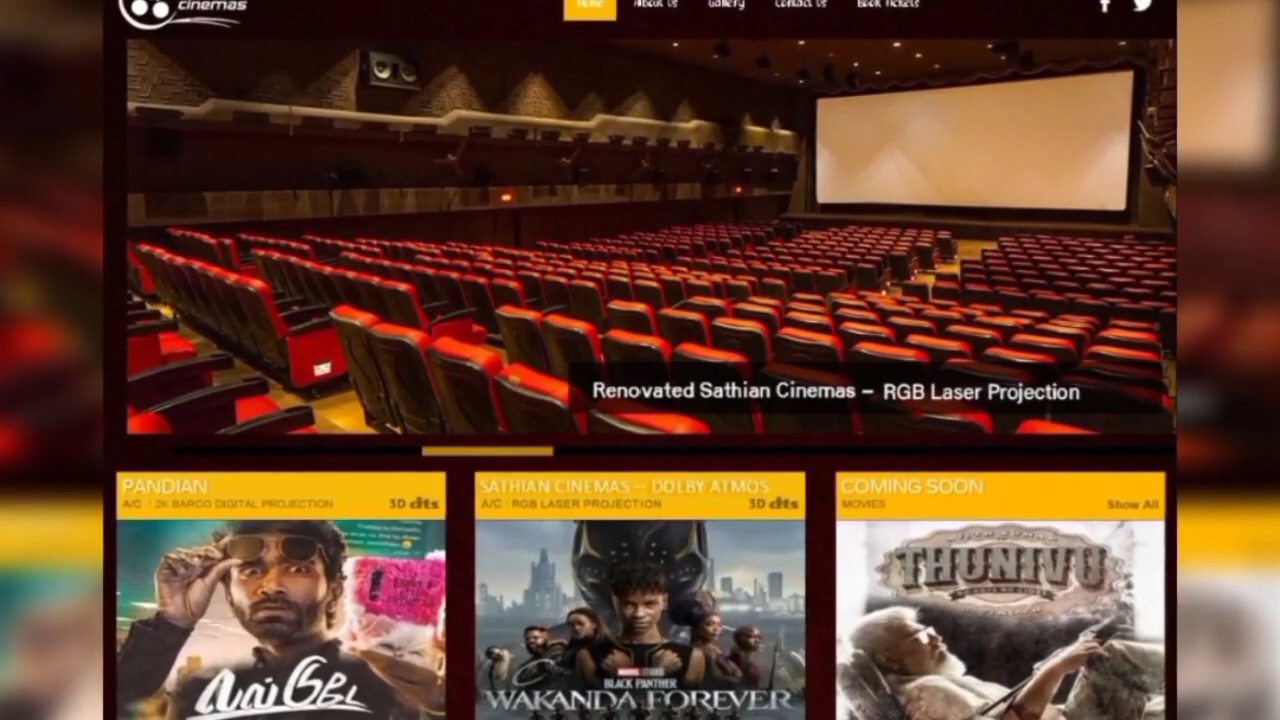 cinemas
Home About Us Gallery Contact Us Book Tickets
Renovated Sathian Cinemas – RGB Laser Projection
PANDIAN
A/C | 2K BARCO DIGITAL PROJECTION 3D dts
SATHIAN CINEMAS – DOLBY ATMOS
A/C | RGB LASER PROJECTION 3D dts
COMING SOON
MOVIES Show All
லவ் டுடே
MARVEL STUDIOS
BLACK PANTHER
WAKANDA FOREVER
THUNIVU